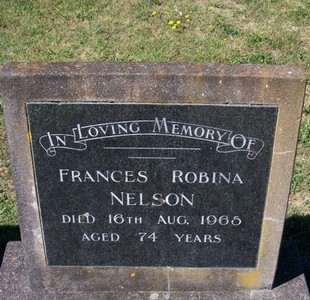 In Loving Memory Of
Frances Robina
Nelson
Died 16th Aug. 1965
Aged 74 Years